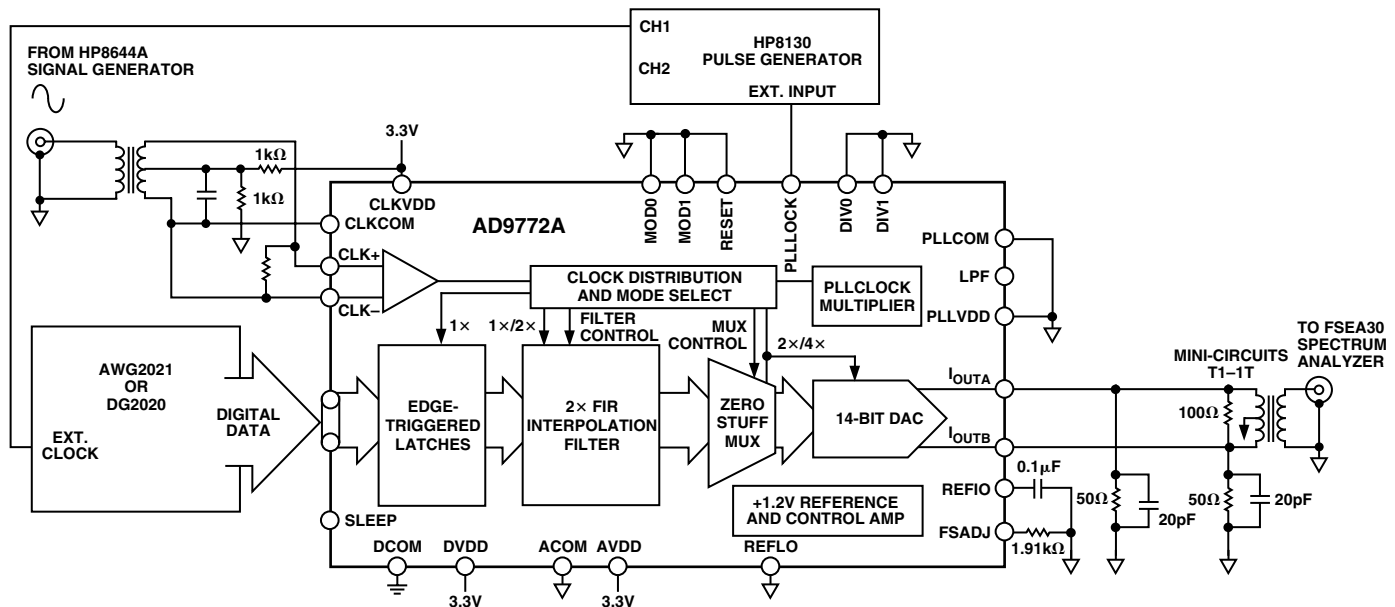 FROM HP8644A
SIGNAL GENERATOR
CH1
CH2
HP8130
PULSE GENERATOR
EXT. INPUT
3.3V
1kΩ
1kΩ
CLKVDD
CLKCOM
CLK+
CLK–
AD9772A
MOD0
MOD1
RESET
PLLLOCK
DIV0
DIV1
PLLCOM
LPF
PLLVDD
CLOCK DISTRIBUTION
AND MODE SELECT
PLLCLOCK
MULTIPLIER
1×
1×/2×
FILTER
CONTROL
MUX
CONTROL
2×/4×
AWG2021
OR
DG2020
EXT.
CLOCK
DIGITAL
DATA
EDGE-
TRIGGERED
LATCHES
2× FIR
INTERPOLATION
FILTER
ZERO
STUFF
MUX
14-BIT DAC
IOUTA
IOUTB
MINI-CIRCUITS
T1–1T
TO FSEA30
SPECTRUM
ANALYZER
100Ω
+1.2V REFERENCE
AND CONTROL AMP
REFIO
FSADJ
0.1μF
1.91kΩ
50Ω
20pF
50Ω
20pF
SLEEP
DCOM
DVDD
ACOM
AVDD
REFLO
3.3V
3.3V